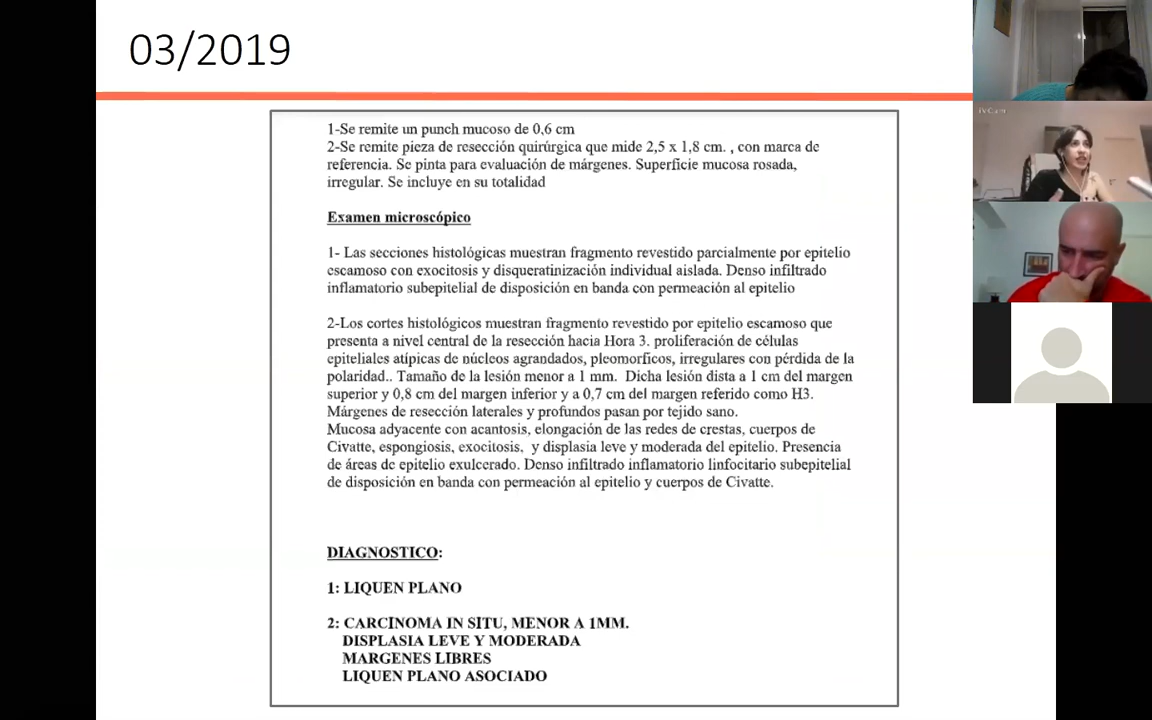 03/2019
1-Se remite un punch mucoso de 0,6 cm
2-Se remite pieza de resección quirúrgica que mide 2,5 x 1,8 cm. , con marca de
referencia. Se pinta para evaluación de márgenes. Superficie mucosa rosada,
irregular. Se incluye en su totalidad
Examen microscópico
1- Las secciones histológicas muestran fragmento revestido parcialmente por epitelio
escamoso con exocitosis y disqueratinización individual aislada. Denso infiltrado
inflamatorio subepitelial de disposición en banda con permeación al epitelio
2-Los cortes histológicos muestran fragmento revestido por epitelio escamoso que
presenta a nivel central de la resección hacia Hora 3. proliferación de células
epiteliales atípicas de núcleos agrandados, pleomorficos, irregulares con pérdida de la
polaridad.. Tamaño de la lesión menor a 1 mm. Dicha lesión dista a 1 cm del margen
superior y 0,8 cm del margen inferior y a 0,7 cm del margen referido como H3.
Márgenes de resección laterales y profundos pasan por tejido sano.
Mucosa adyacente con acantosis, elongación de las redes de crestas, cuerpos de
Civatte, espongiosis, exocitosis, y displasia leve y moderada del epitelio. Presencia
de áreas de epitelio exulcerado. Denso infiltrado inflamatorio linfocitario subepitelial
de disposición en banda con permeación al epitelio y cuerpos de Civatte.
DIAGNOSTICO:
1: LIQUEN PLANO
2: CARCINOMA IN SITU, MENOR A 1MM.
DISPLASIA LEVE Y MODERADA
MARGENES LIBRES
LIQUEN PLANO ASOCIADO